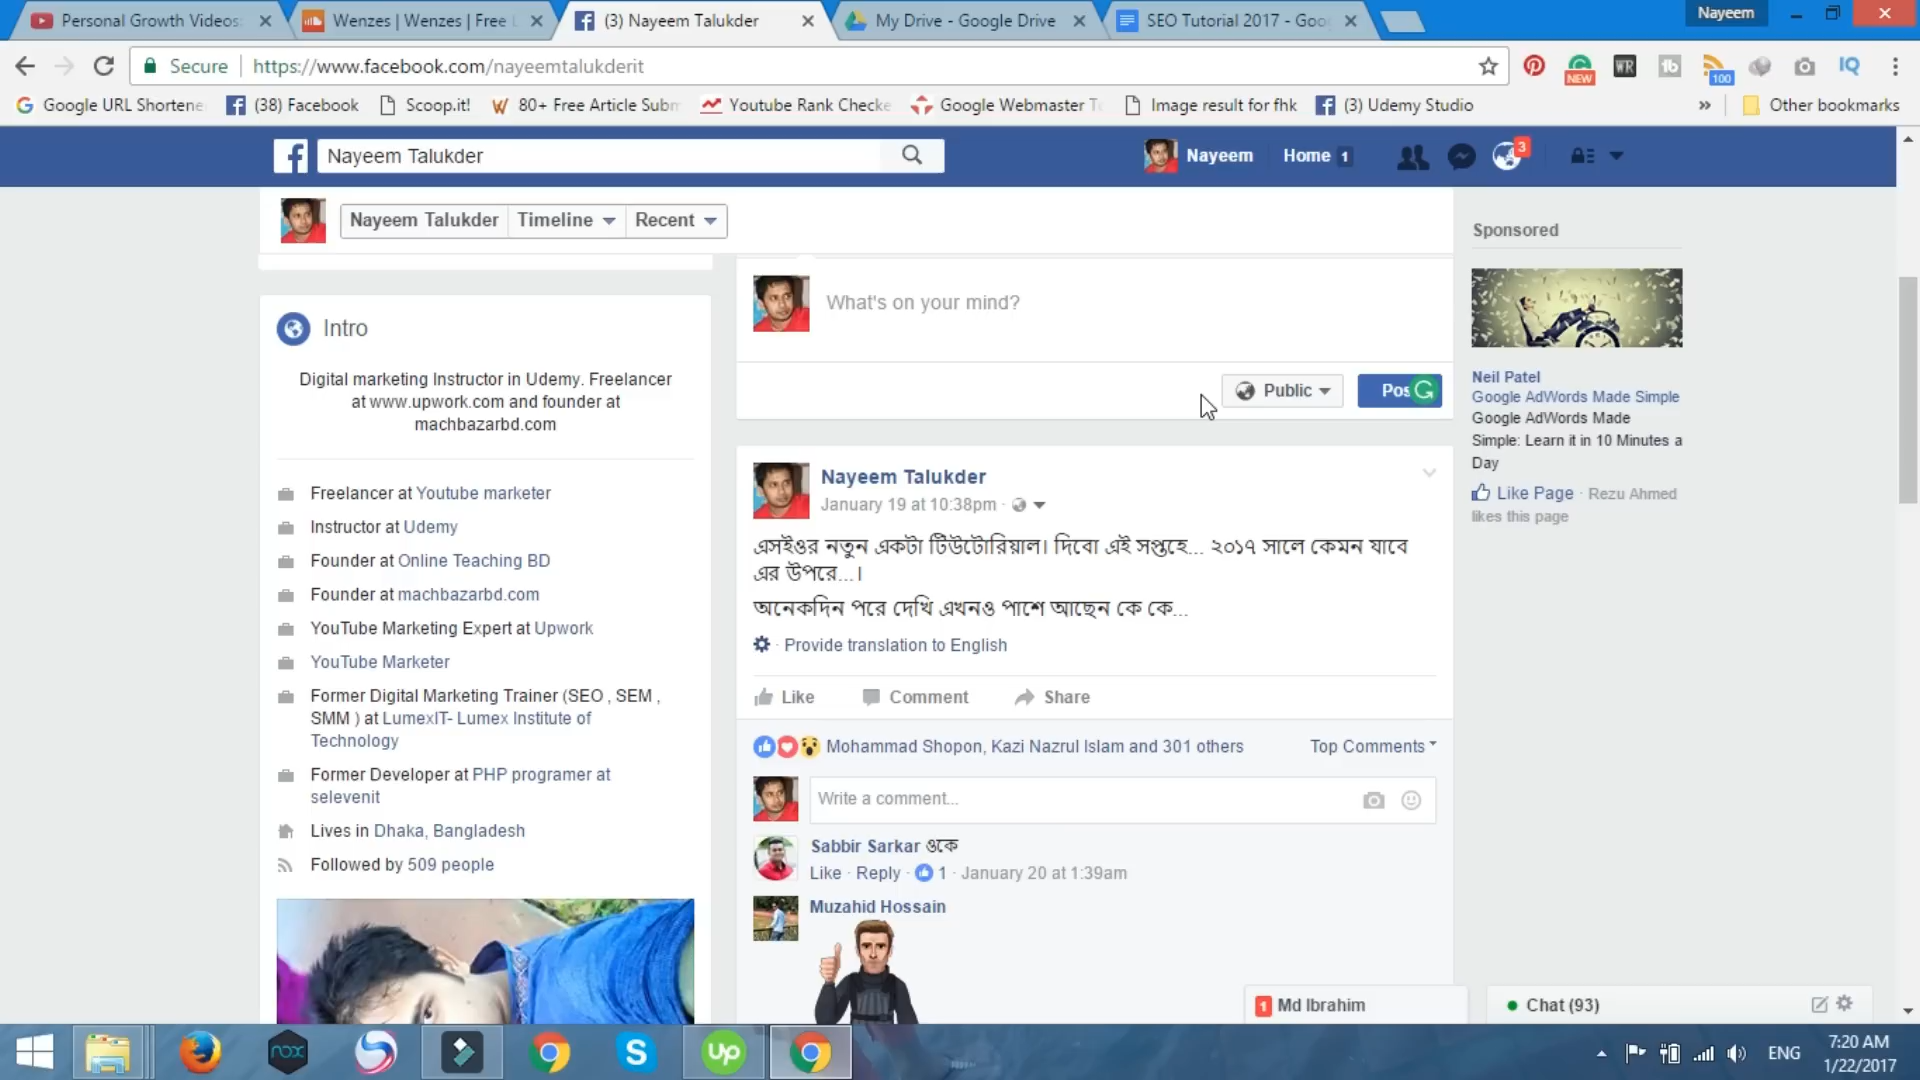 Personal Growth Videos:
Wenzes | Wenzes | Free
(3) Nayeem Talukder
My Drive - Google Drive
SEO Tutorial 2017 - Goo
Nayeem
Secure
https://www.facebook.com/nayeemtalukderit
WR
NEW
100
IQ
Google URL Shortene
(38) Facebook
Scoop.it!
80+ Free Article Subm
Youtube Rank Checke
Google Webmaster T
Image result for fhk
(3) Udemy Studio
»
Other bookmarks
Nayeem Talukder
Nayeem
Home 1
3
Nayeem Talukder
Timeline
Recent
Sponsored
What's on your mind?
Public
Pos
Intro
Digital marketing Instructor in Udemy. Freelancer
at www.upwork.com and founder at
machbazarbd.com
Freelancer at Youtube marketer
Instructor at Udemy
Founder at Online Teaching BD
Founder at machbazarbd.com
YouTube Marketing Expert at Upwork
YouTube Marketer
Former Digital Marketing Trainer (SEO , SEM ,
SMM ) at LumexIT- Lumex Institute of
Technology
Former Developer at PHP programer at
selevenit
Lives in Dhaka, Bangladesh
Followed by 509 people
Nayeem Talukder
January 19 at 10:38pm ·
এসইওর নতুন একটা টিউটোরিয়াল। দিবো এই সপ্তহে... ২০১৭ সালে কেমন যাবে
এর উপরে...।
অনেকদিন পরে দেখি এখনও পাশে আছেন কে কে...
· Provide translation to English
Like
Comment
Share
Mohammad Shopon, Kazi Nazrul Islam and 301 others
Top Comments
Write a comment...
Sabbir Sarkar ওকে
Like · Reply · 1 · January 20 at 1:39am
Muzahid Hossain
Neil Patel
Google AdWords Made Simple
Google AdWords Made
Simple: Learn it in 10 Minutes a
Day
Like Page · Rezu Ahmed
likes this page
1 Md Ibrahim
Chat (93)
nox
S
Up
ENG
7:20 AM
1/22/2017